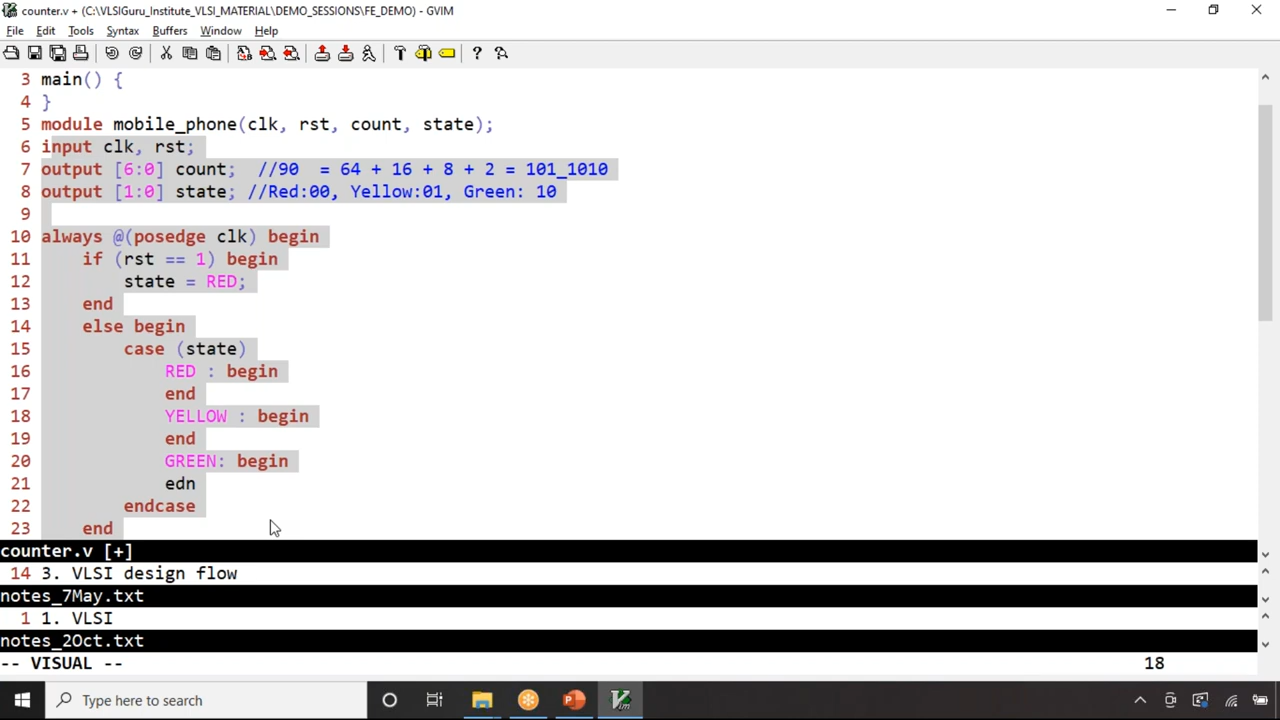 counter.v + (C:\VLSIGuru_Institute_VLSI_MATERIAL\DEMO_SESSIONS\FE_DEMO) - GVIM
File Edit Tools Syntax Buffers Window Help
3 main() {
4 }
5 module mobile_phone(clk, rst, count, state);
6 input clk, rst;
7 output [6:0] count; //90 = 64 + 16 + 8 + 2 = 101_1010
8 output [1:0] state; //Red:00, Yellow:01, Green: 10
9
10 always @(posedge clk) begin
11 if (rst == 1) begin
12 state = RED;
13 end
14 else begin
15 case (state)
16 RED : begin
17 end
18 YELLOW : begin
19 end
20 GREEN: begin
21 edn
22 endcase
23 end
counter.v [+]
14 3. VLSI design flow
notes_7May.txt
1 1. VLSI
notes_2Oct.txt
-- VISUAL -- 18
Type here to search